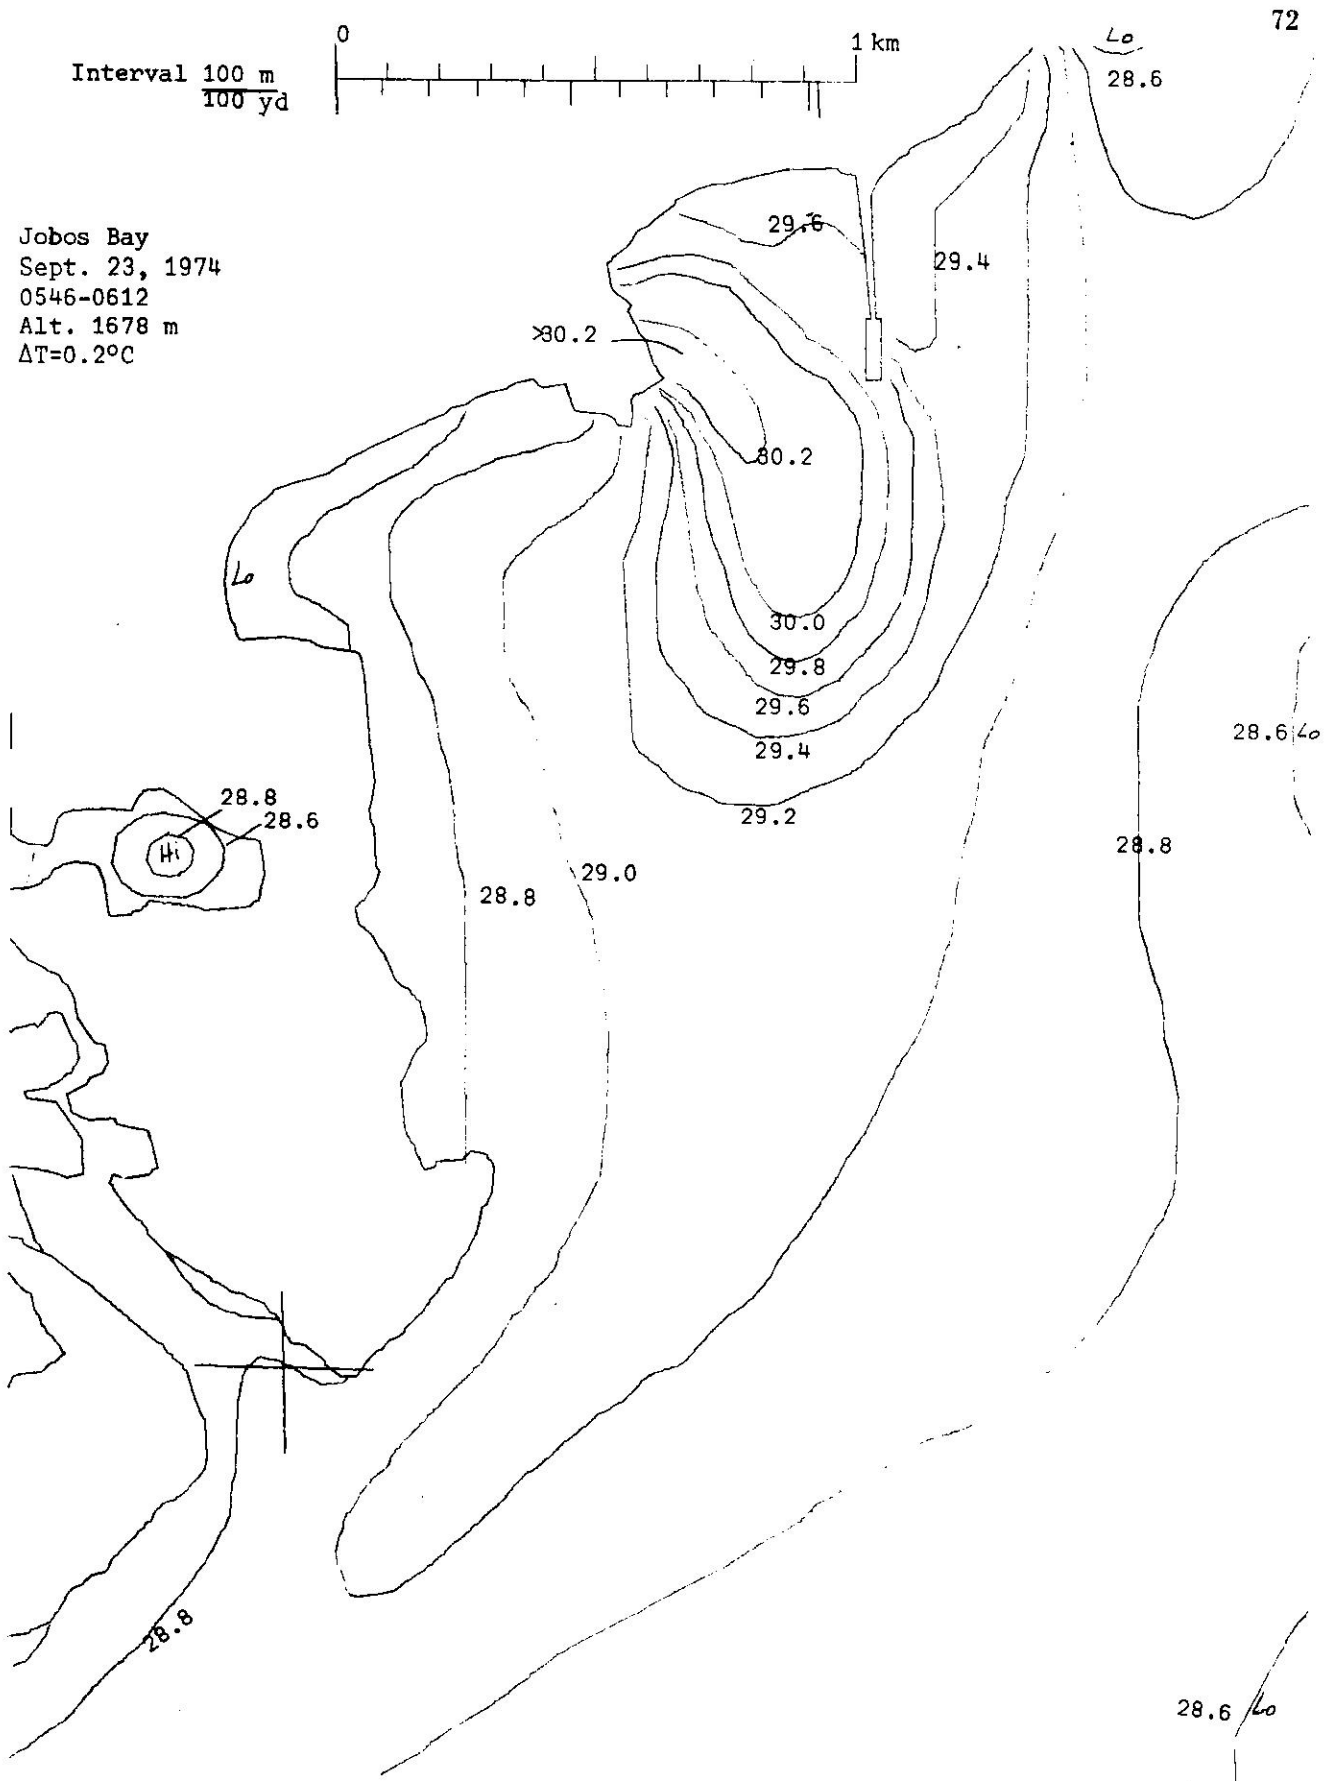 72
0
1 km
Interval 100 m
100 yd
Lo
28.6
Jobos Bay
Sept. 23, 1974
0546-0612
Alt. 1678 m
ΔT=0.2°C
29.6
29.4
>30.2
30.2
Lo
30.0
29.8
29.6
29.4
29.2
28.6 Lo
28.8
28.6
Hi
28.8
29.0
28.8
28.8
28.6 Lo